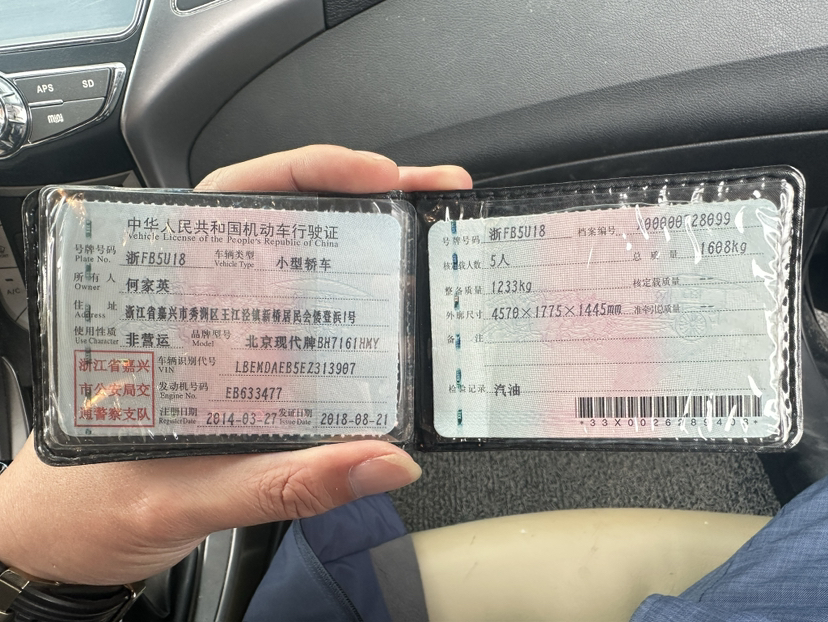 APS SD
A/C
中华人民共和国机动车行驶证
Vehicle License of the People's Republic of China
号牌号码 浙FB5U18 车辆类型 小型轿车
Plate No. Vehicle Type
所有人 何家英
Owner
住址 浙江省嘉兴市秀洲区王江泾镇新桥居民会倭登浜1号
Address
使用性质 非营运 品牌型号 北京现代牌BH7161HMY
Use Character Model
浙江省嘉兴市公安局交通警察支队
车辆识别代号 LBEMDAEB5EZ313907
VIN
发动机号码 EB633477
Engine No.
注册日期 2014-03-27 发证日期 2018-08-21
Register Date Issue Date
号牌号码 浙FB5U18 档案编号
核定载人数 5人 总质量 1608kg
整备质量 1233kg 核定载质量 --
外廓尺寸 4570×1775×1445mm 准牵引总质量 --
备注
检验记录 汽油